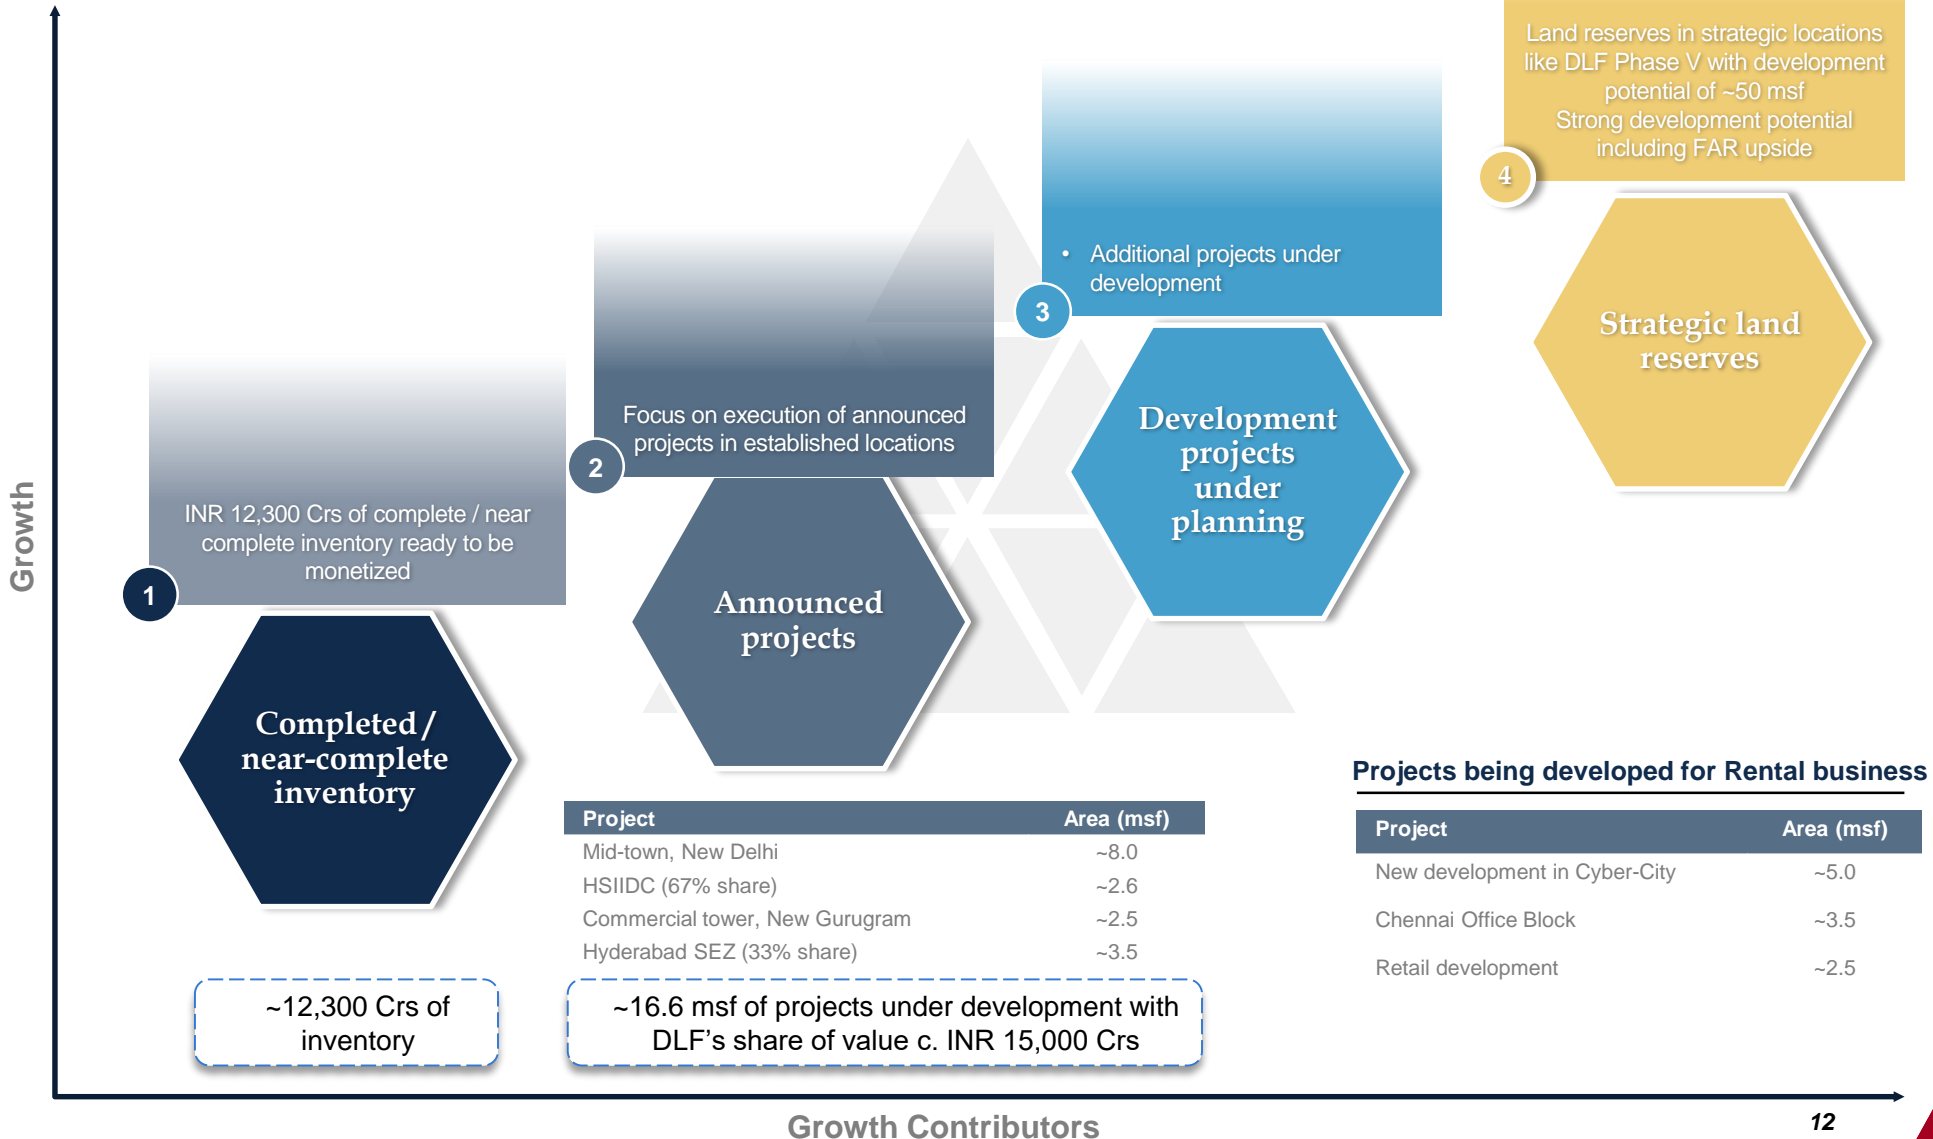 Land reserves in strategic locations
like DLF Phase V with development
potential of ~50 msf
Strong development potential
including FAR upside
4
Strategic land
reserves
• Additional projects under
development
3
Development
projects
under
planning
Focus on execution of announced
projects in established locations
2
Announced
projects
INR 12,300 Crs of complete / near
complete inventory ready to be
monetized
1
Completed /
near-complete
inventory
Growth
Project Area (msf)
Mid-town, New Delhi ~8.0
HSIIDC (67% share) ~2.6
Commercial tower, New Gurugram ~2.5
Hyderabad SEZ (33% share) ~3.5
Projects being developed for Rental business
Project Area (msf)
New development in Cyber-City ~5.0
Chennai Office Block ~3.5
Retail development ~2.5
~12,300 Crs of
inventory
~16.6 msf of projects under development with
DLF’s share of value c. INR 15,000 Crs
Growth Contributors
12